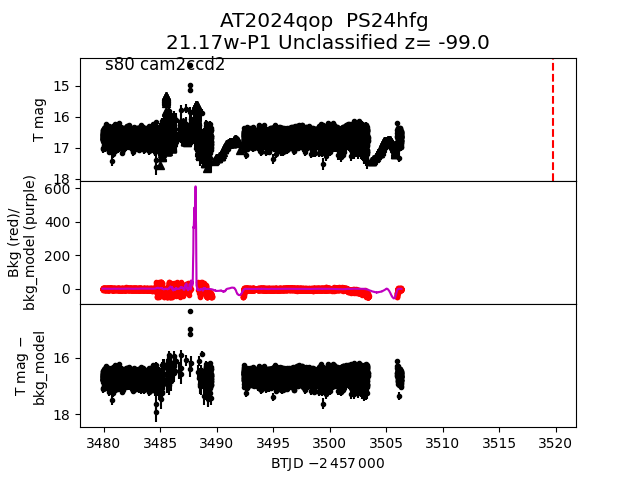 AT2024qop  PS24hfg
21.17w-P1 Unclassified z= -99.0
s80 cam2ccd2
T mag
15
16
17
18
Bkg (red)/
bkg_model (purple)
600
400
200
0
T mag −
bkg_model
16
18
3480 3485 3490 3495 3500 3505 3510 3515 3520
BTJD −2 457 000